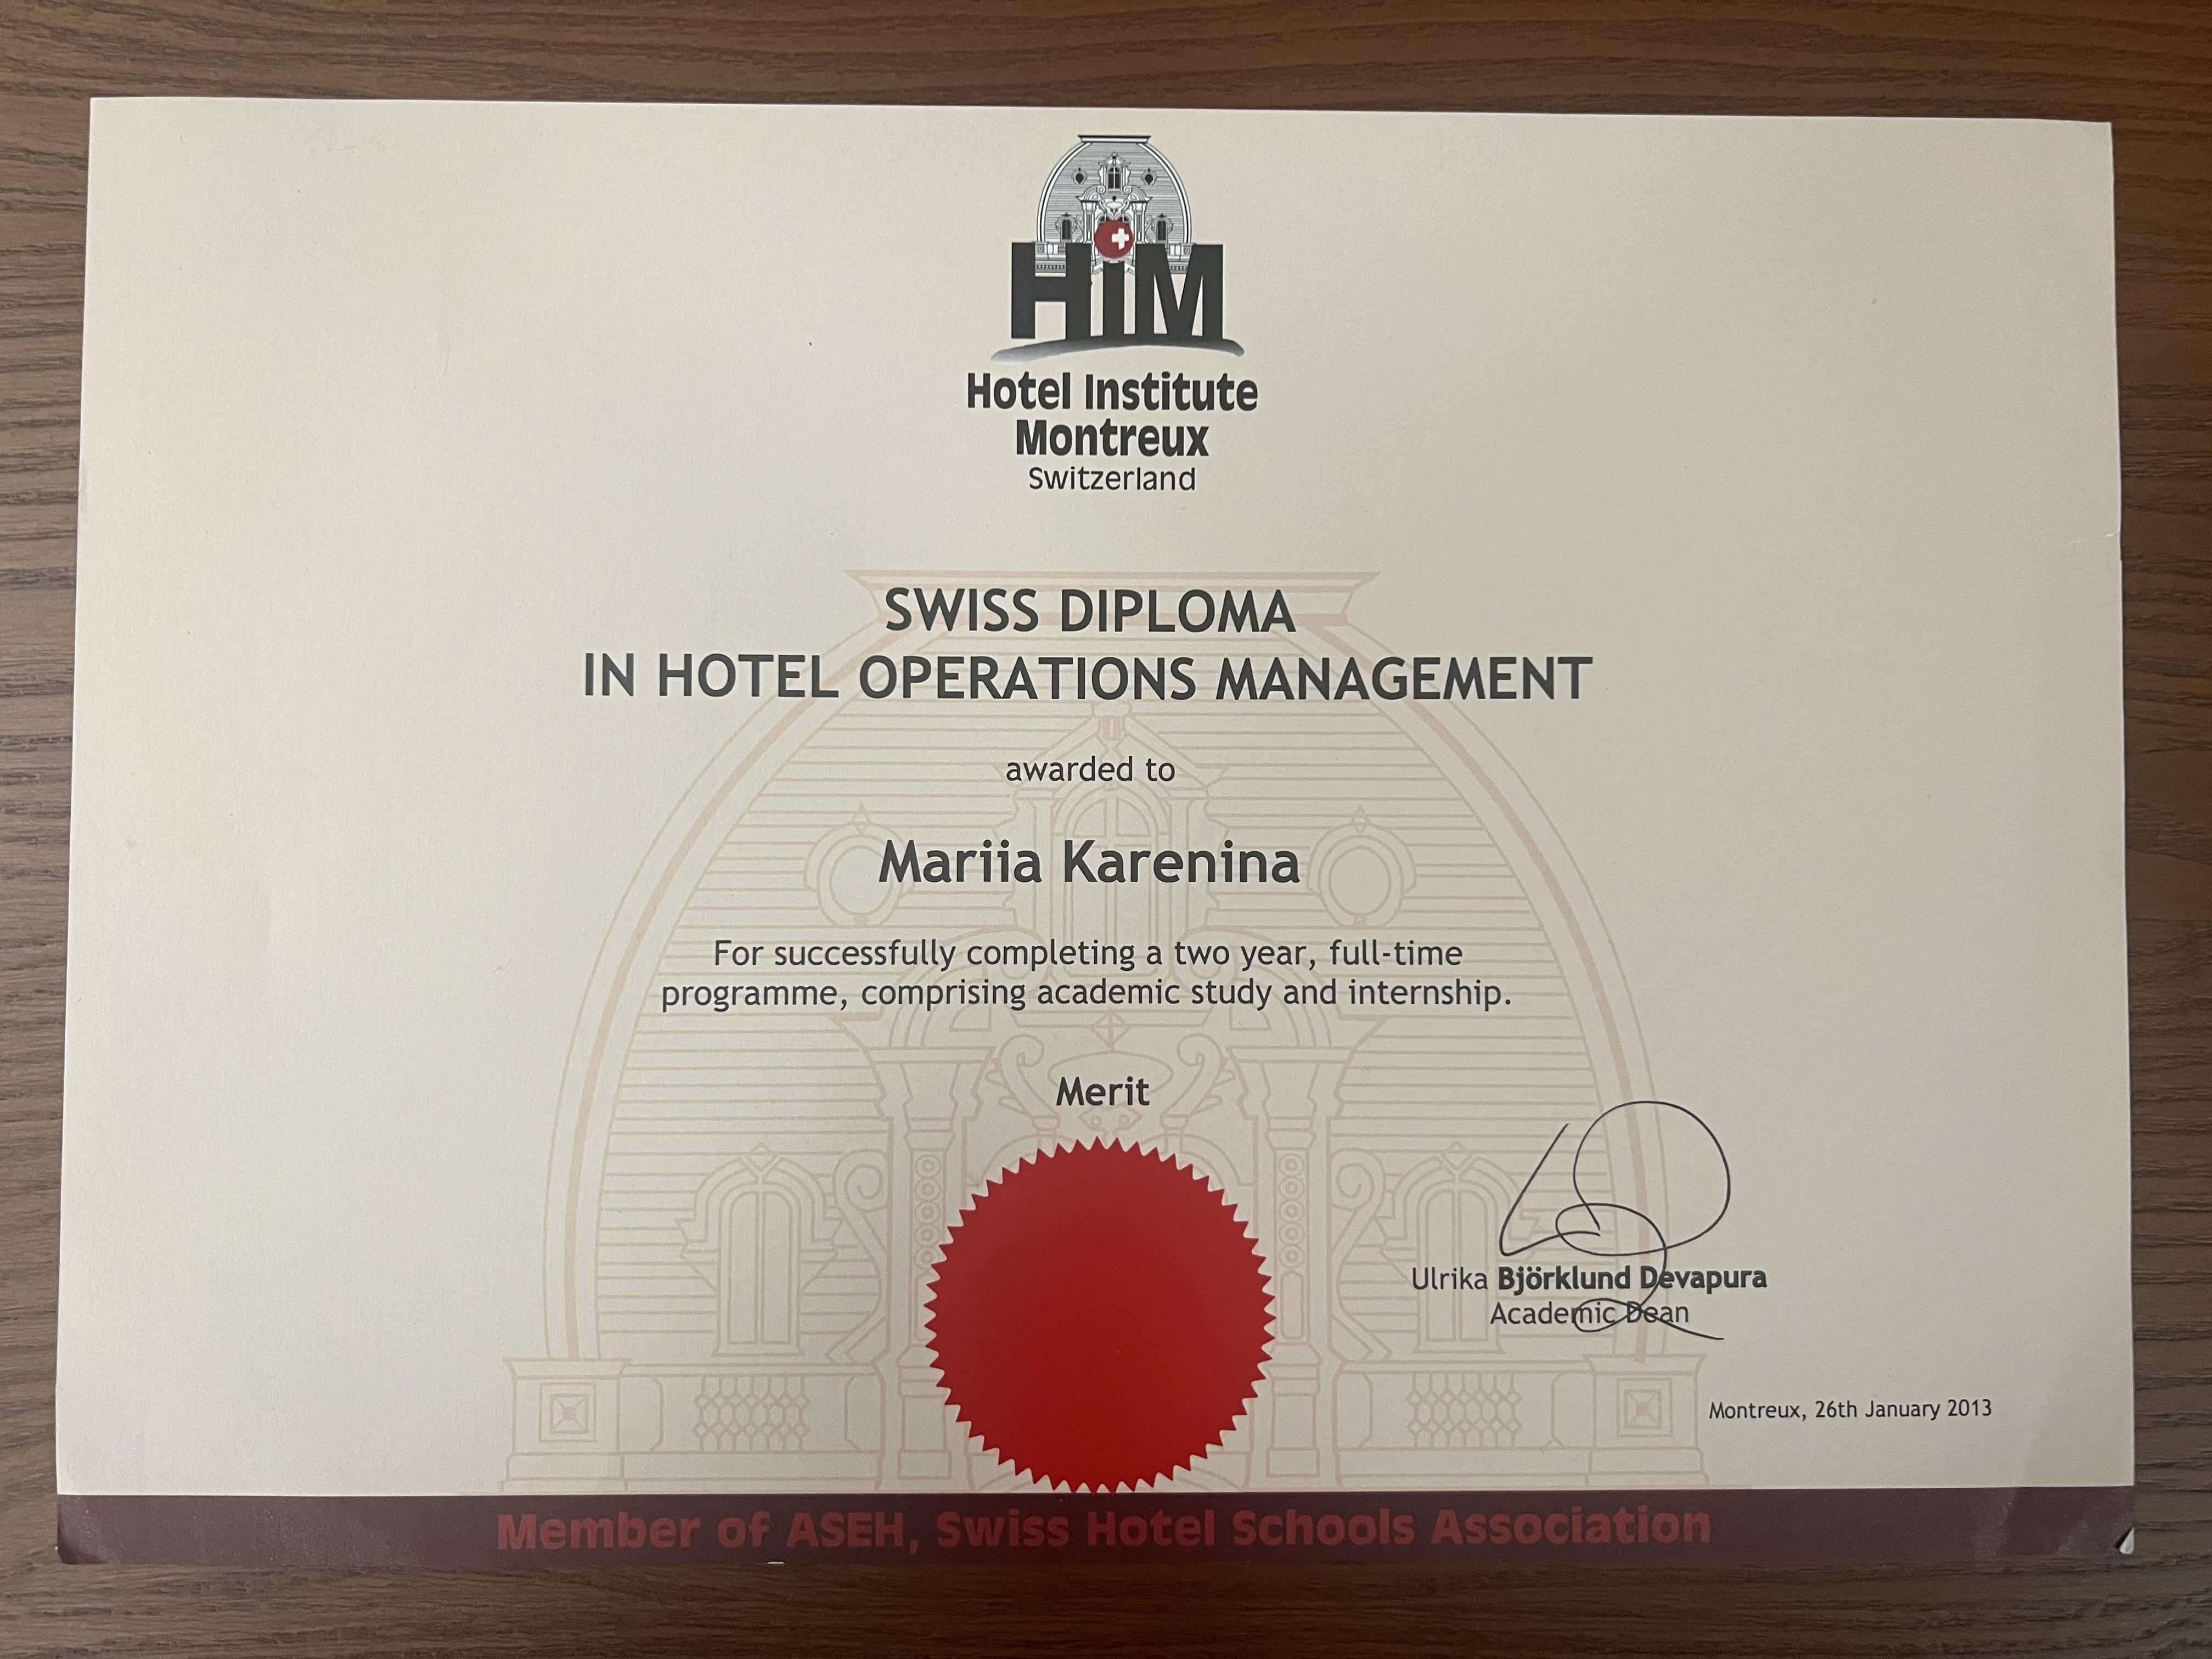 HiM
Hotel Institute
Montreux
Switzerland
SWISS DIPLOMA
IN HOTEL OPERATIONS MANAGEMENT
awarded to
Mariia Karenina
For successfully completing a two year, full-time
programme, comprising academic study and internship.
Merit
Ulrika Björklund Devapura
Academic Dean
Montreux, 26th January 2013
Member of ASEH, Swiss Hotel Schools Association